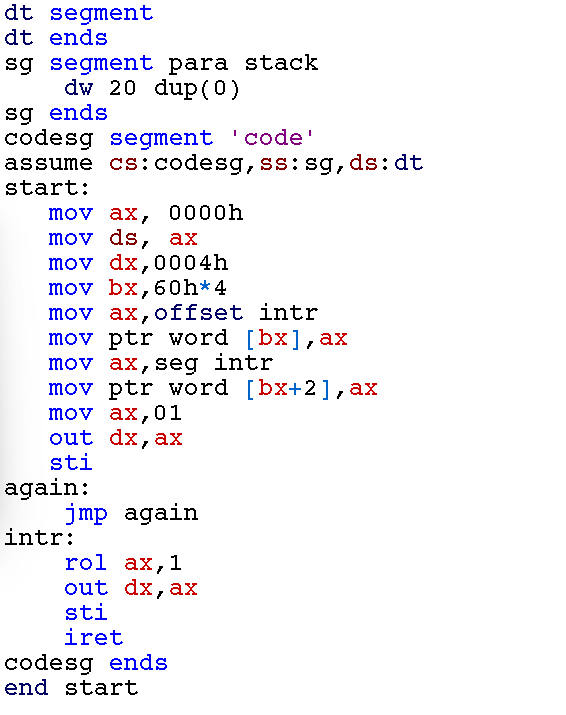 dt segment
dt ends
sg segment para stack
    dw 20 dup(0)
sg ends
codesg segment 'code'
assume cs:codesg,ss:sg,ds:dt
start:
   mov ax, 0000h
   mov ds, ax
   mov dx,0004h
   mov bx,60h*4
   mov ax,offset intr
   mov ptr word [bx],ax
   mov ax,seg intr
   mov ptr word [bx+2],ax
   mov ax,01
   out dx,ax
   sti
again:
    jmp again
intr:
    rol ax,1
    out dx,ax
    sti
    iret
codesg ends
end start